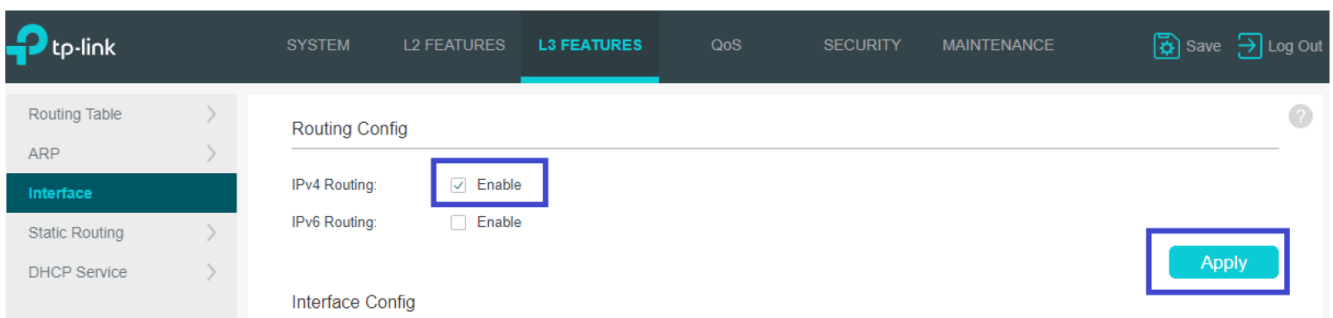 tp-link
SYSTEM L2 FEATURES L3 FEATURES QoS SECURITY MAINTENANCE Save Log Out
Routing Table
ARP
Interface
Static Routing
DHCP Service
Routing Config
?
IPv4 Routing: Enable
IPv6 Routing: Enable
Apply
Interface Config